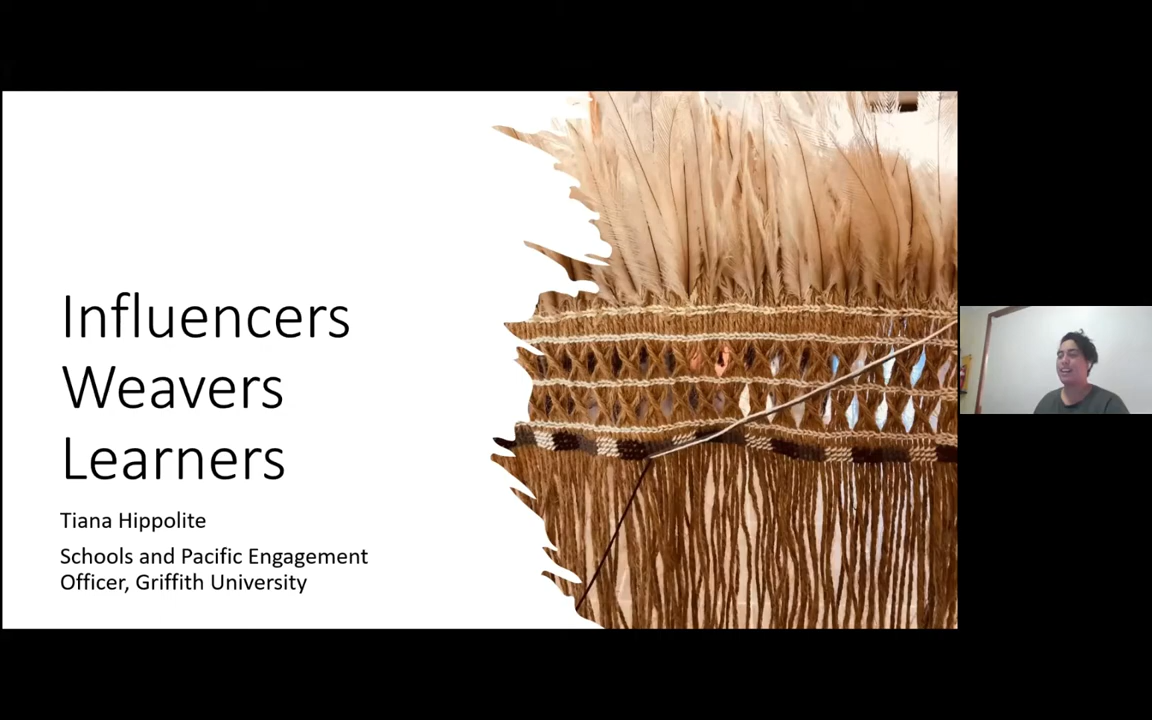 Influencers
Weavers
Learners
Tiana Hippolite
Schools and Pacific Engagement
Officer, Griffith University